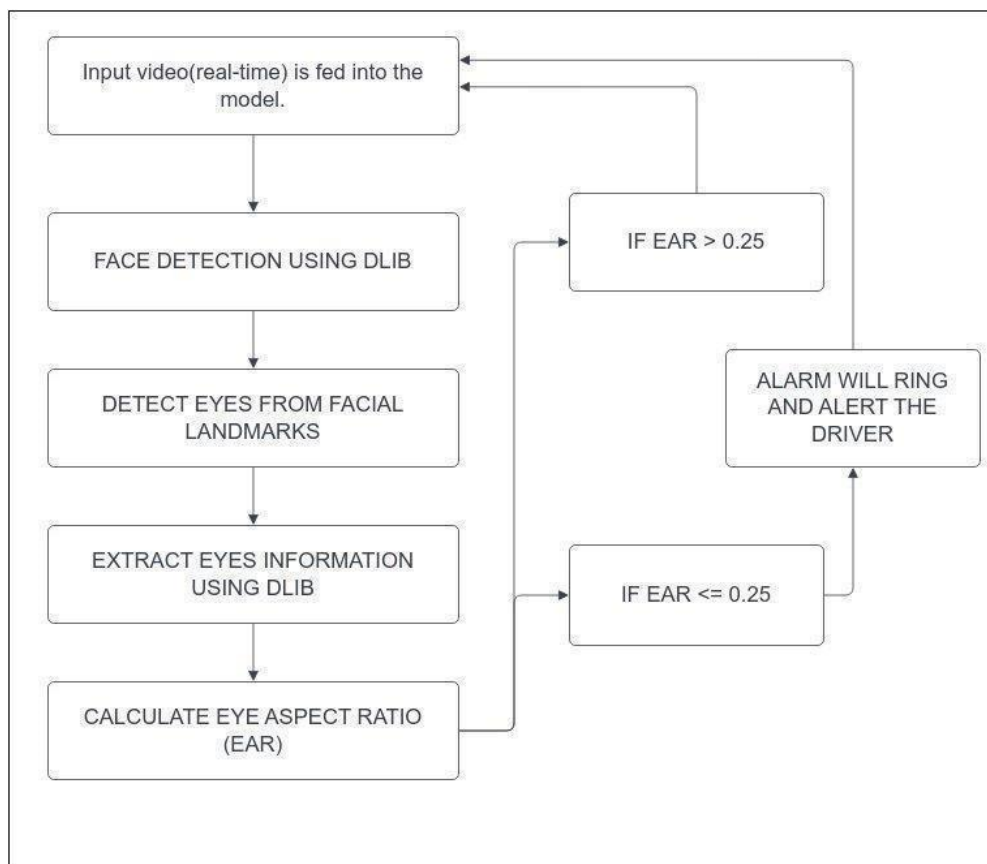 Input video(real-time) is fed into the
model.
FACE DETECTION USING DLIB
DETECT EYES FROM FACIAL
LANDMARKS
EXTRACT EYES INFORMATION
USING DLIB
CALCULATE EYE ASPECT RATIO
(EAR)
IF EAR > 0.25
IF EAR <= 0.25
ALARM WILL RING
AND ALERT THE
DRIVER